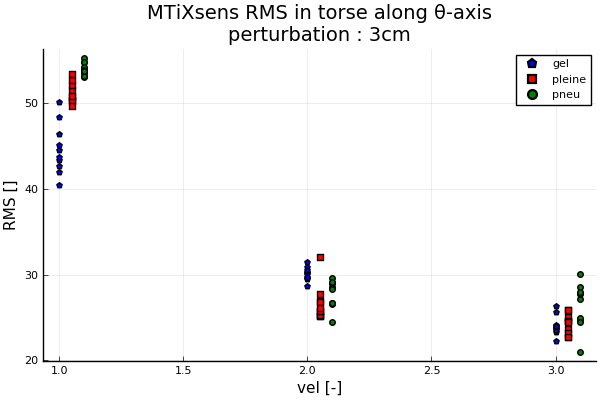 MTiXsens RMS in torse along θ-axis
perturbation : 3cm
gel
pleine
pneu
RMS []
50
40
30
20
1.0
1.5
2.0
2.5
3.0
vel [-]